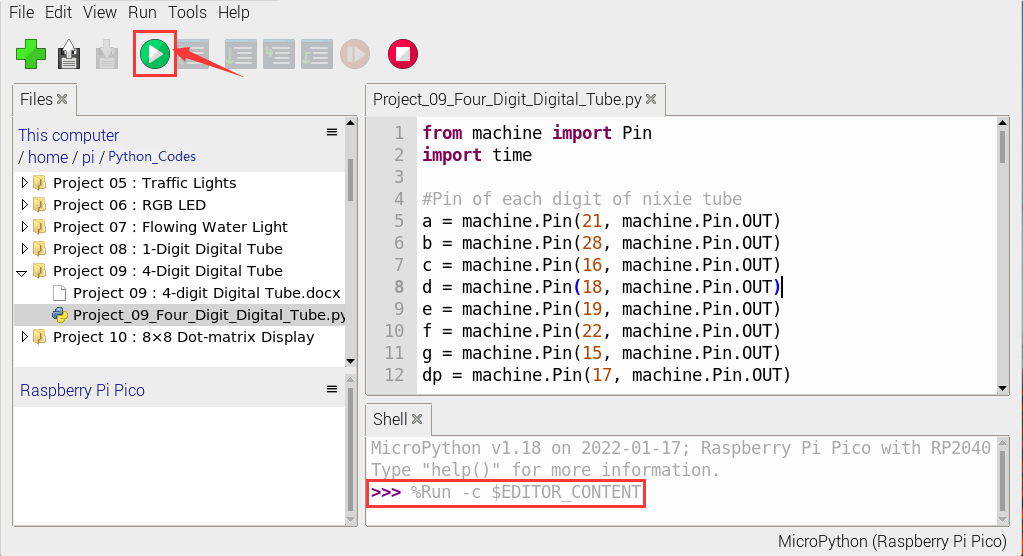 File Edit View Run Tools Help
Files
This computer
/ home / pi / Python_Codes
Project 05 : Traffic Lights
Project 06 : RGB LED
Project 07 : Flowing Water Light
Project 08 : 1-Digit Digital Tube
Project 09 : 4-Digit Digital Tube
Project 09 : 4-digit Digital Tube.docx
Project_09_Four_Digit_Digital_Tube.py
Project 10 : 8×8 Dot-matrix Display
Raspberry Pi Pico
Project_09_Four_Digit_Digital_Tube.py
1 from machine import Pin
2 import time
3
4 #Pin of each digit of nixie tube
5 a = machine.Pin(21, machine.Pin.OUT)
6 b = machine.Pin(28, machine.Pin.OUT)
7 c = machine.Pin(16, machine.Pin.OUT)
8 d = machine.Pin(18, machine.Pin.OUT)
9 e = machine.Pin(19, machine.Pin.OUT)
10 f = machine.Pin(22, machine.Pin.OUT)
11 g = machine.Pin(15, machine.Pin.OUT)
12 dp = machine.Pin(17, machine.Pin.OUT)
Shell
MicroPython v1.18 on 2022-01-17; Raspberry Pi Pico with RP2040
Type "help()" for more information.
>>> %Run -c $EDITOR_CONTENT
MicroPython (Raspberry Pi Pico)